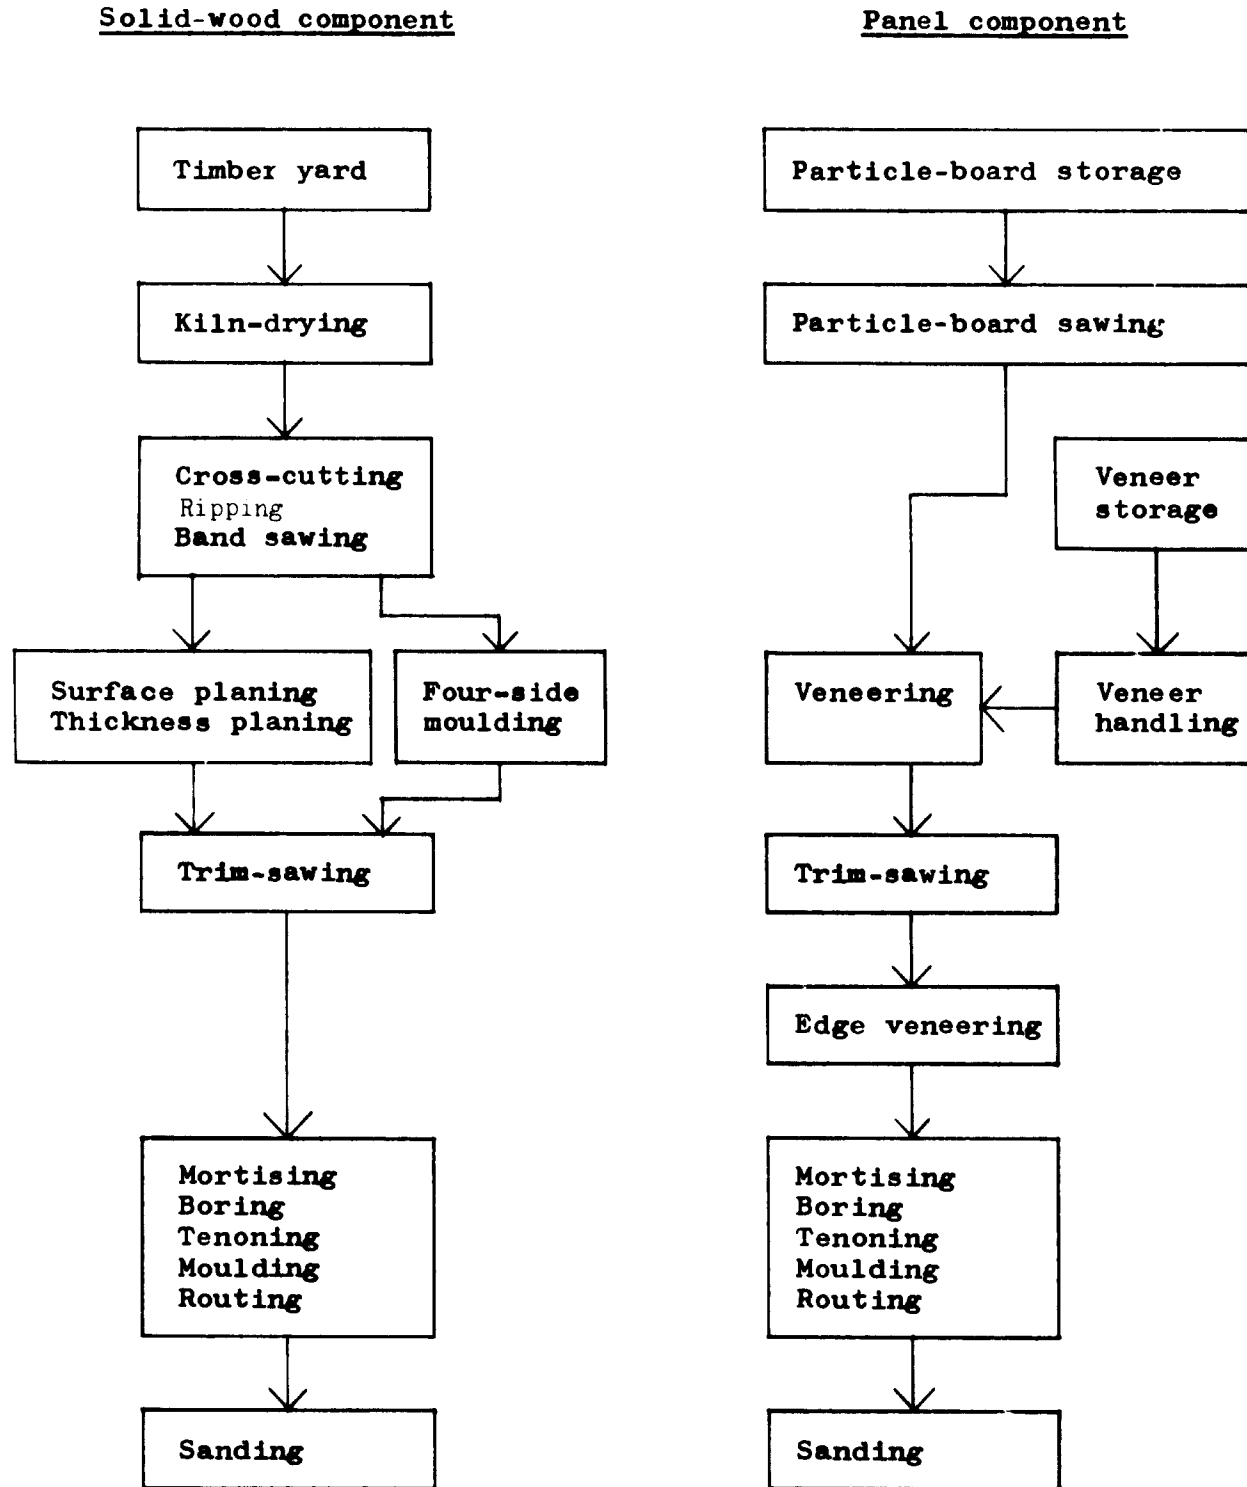 Solid-wood component
Timber yard
Kiln-drying
Cross-cutting
Ripping
Band sawing
Surface planing
Thickness planing
Four-side
moulding
Trim-sawing
Mortising
Boring
Tenoning
Moulding
Routing
Sanding
Panel component
Particle-board storage
Particle-board sawing
Veneer
storage
Veneering
Veneer
handling
Trim-sawing
Edge veneering
Mortising
Boring
Tenoning
Moulding
Routing
Sanding